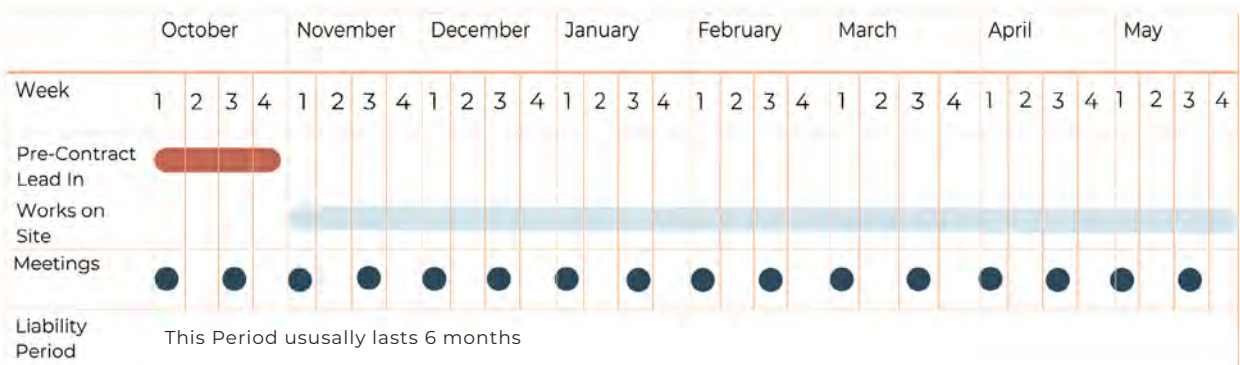 October November December January February March April May
Week 1 2 3 4 1 2 3 4 1 2 3 4 1 2 3 4 1 2 3 4 1 2 3 4 1 2 3 4 1 2 3 4
Pre-Contract
Lead In
Works on
Site
Meetings
Liability
Period
This Period ususally lasts 6 months